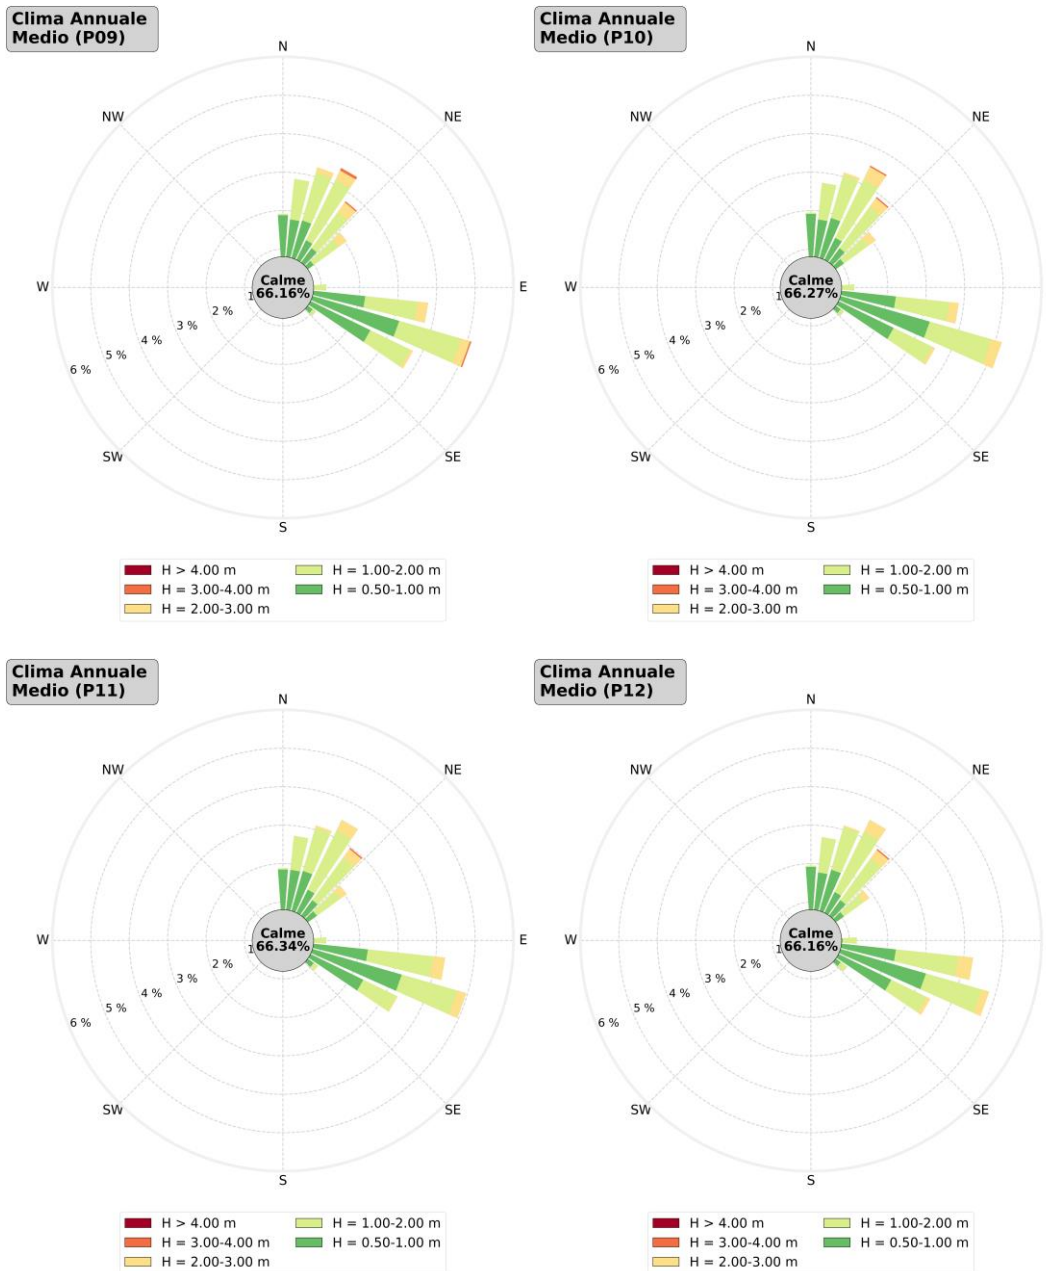 Clima Annuale
Medio (P09)
N
NW
NE
W
Calme
66.16%
E
1
2 %
3 %
4 %
5 %
6 %
SW
SE
S
H > 4.00 m
H = 3.00-4.00 m
H = 2.00-3.00 m
H = 1.00-2.00 m
H = 0.50-1.00 m
Clima Annuale
Medio (P10)
N
NW
NE
W
Calme
66.27%
1
2 %
3 %
4 %
5 %
6 %
SW
SE
S
H > 4.00 m
H = 3.00-4.00 m
H = 2.00-3.00 m
H = 1.00-2.00 m
H = 0.50-1.00 m
Clima Annuale
Medio (P11)
N
NW
NE
W
Calme
66.34%
E
1
2 %
3 %
4 %
5 %
6 %
SW
SE
S
H > 4.00 m
H = 3.00-4.00 m
H = 2.00-3.00 m
H = 1.00-2.00 m
H = 0.50-1.00 m
Clima Annuale
Medio (P12)
N
NW
NE
W
Calme
66.16%
1
2 %
3 %
4 %
5 %
6 %
SW
SE
S
H > 4.00 m
H = 3.00-4.00 m
H = 2.00-3.00 m
H = 1.00-2.00 m
H = 0.50-1.00 m